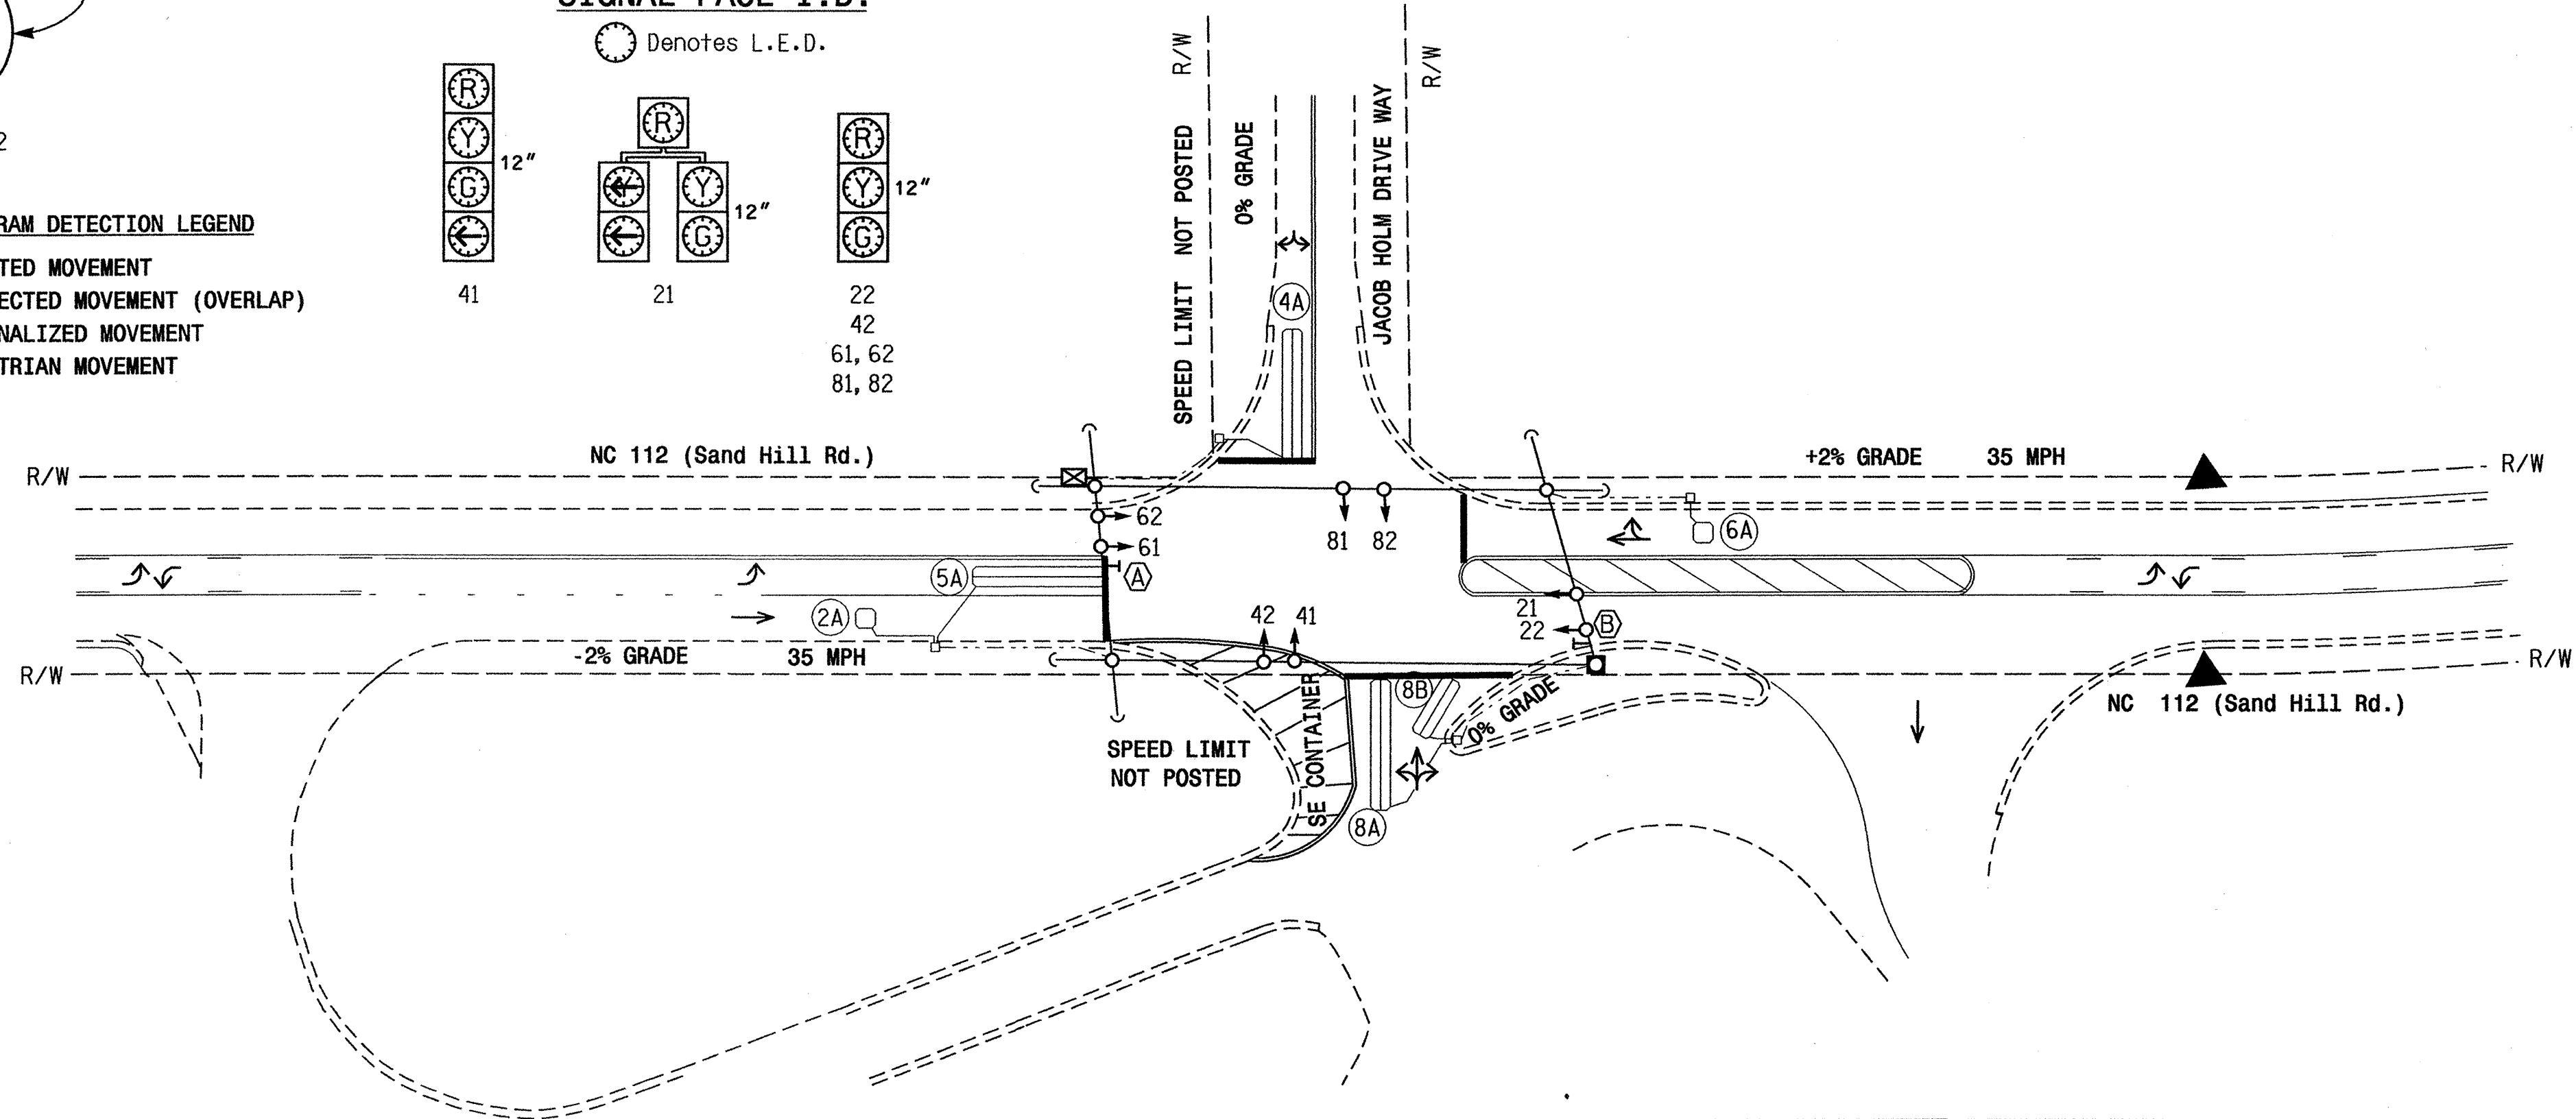 Denotes L.E.D.
R
Y
G
12"
41
R
Y
Y
G
12"
21
R
Y
G
12"
22
42
61, 62
81, 82
2
RAM DETECTION LEGEND
TED MOVEMENT
ECTED MOVEMENT (OVERLAP)
NALIZED MOVEMENT
TRIAN MOVEMENT
R/W
R/W
SPEED LIMIT NOT POSTED
0% GRADE
JACOB HOLM DRIVE WAY
4A
NC 112 (Sand Hill Rd.)
+2% GRADE 35 MPH
R/W
R/W
62
61
81 82
6A
5A
A
2A
42 41
21
22
B
-2% GRADE 35 MPH
R/W
R/W
8B
0% GRADE
SE CONTAINER
8A
SPEED LIMIT
NOT POSTED
NC 112 (Sand Hill Rd.)